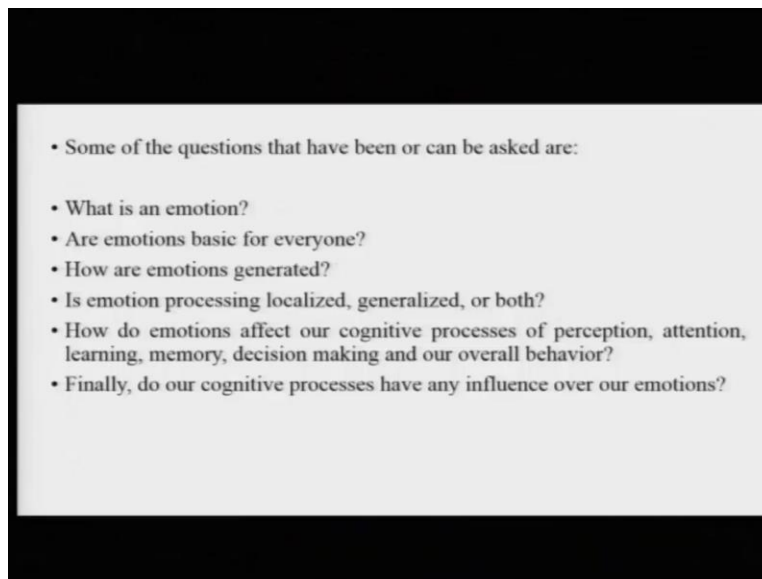 • Some of the questions that have been or can be asked are:
• What is an emotion?
• Are emotions basic for everyone?
• How are emotions generated?
• Is emotion processing localized, generalized, or both?
• How do emotions affect our cognitive processes of perception, attention,
learning, memory, decision making and our overall behavior?
• Finally, do our cognitive processes have any influence over our emotions?